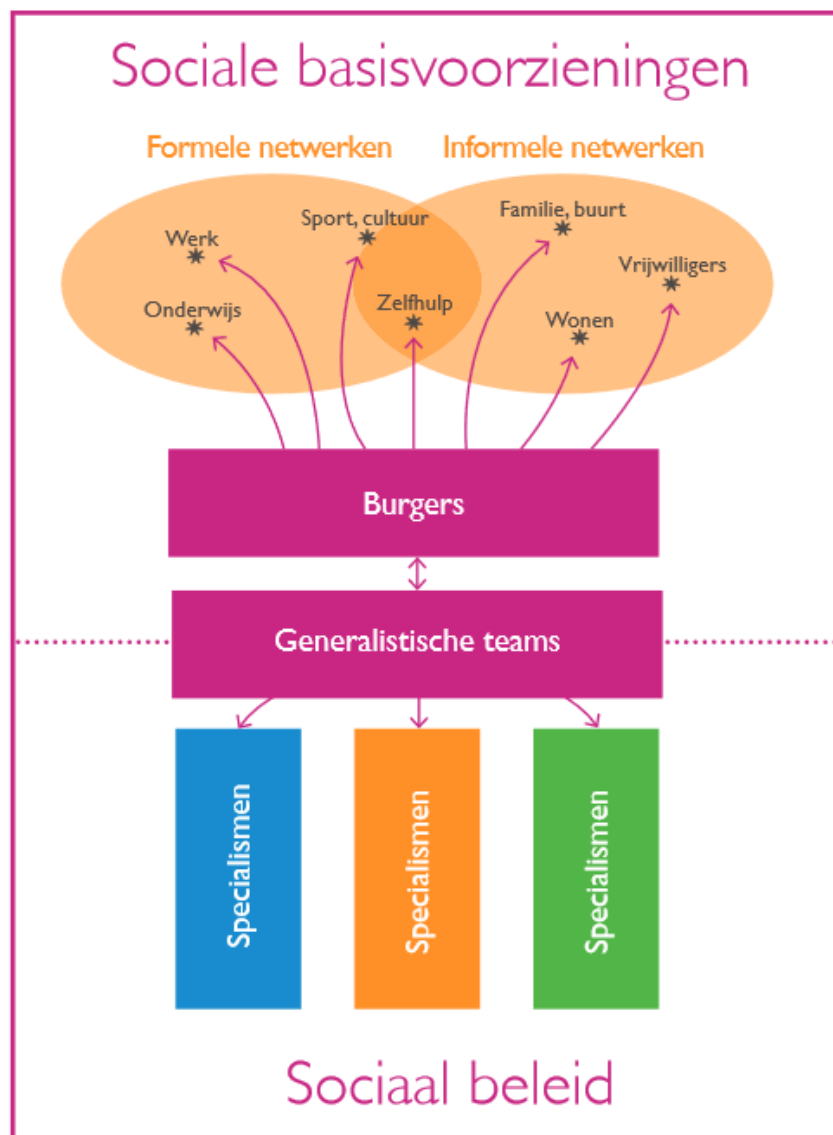 Sociale basisvoorzieningen
Formele netwerken
Informele netwerken
Werk
Sport, cultuur
Familie, buurt
Vrijwilligers
Onderwijs
Zelfhulp
Wonen
Burgers
Generalistische teams
Specialismen
Specialismen
Specialismen
Sociaal beleid